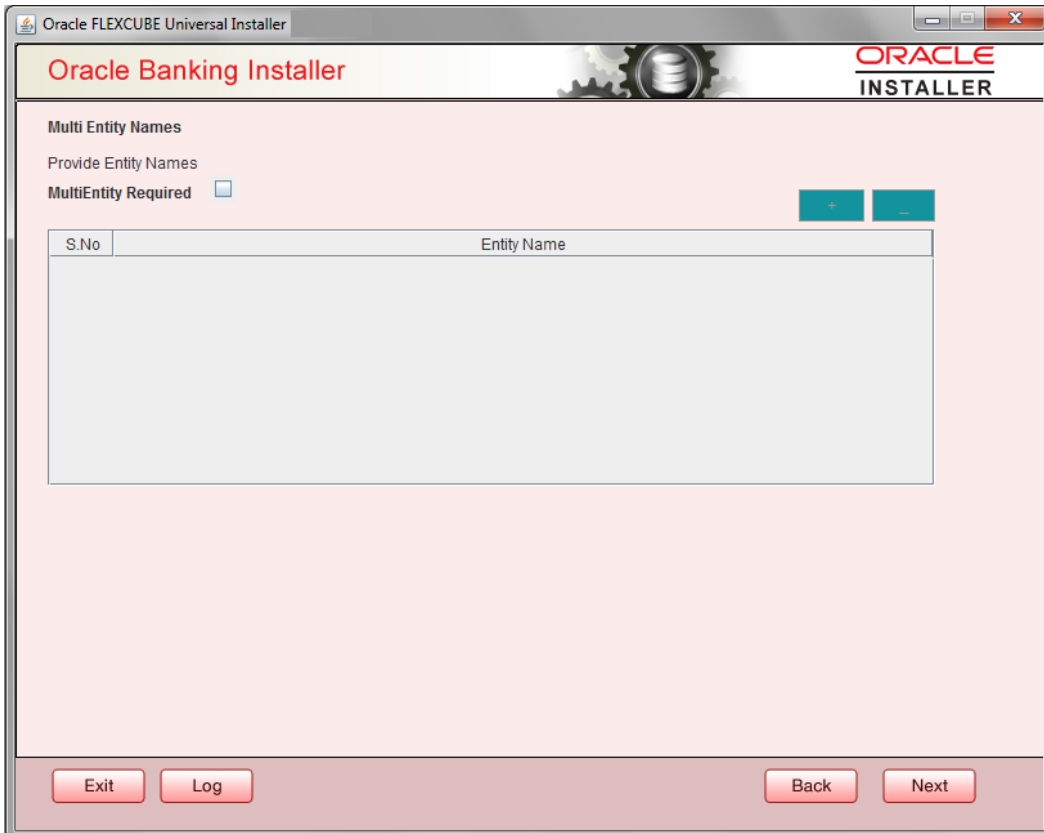 Oracle FLEXCUBE Universal Installer
X
Oracle Banking Installer
ORACLE
INSTALLER
Multi Entity Names
Provide Entity Names
MultiEntity Required
+ _
S.No Entity Name
Exit Log Back Next